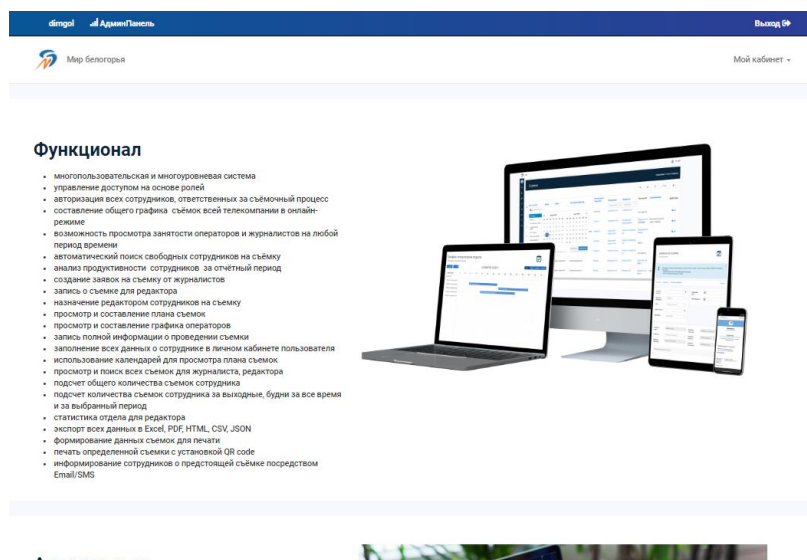 dimgol АдминПанель Выход
Мир белогорья Мой кабинет
Функционал
многопользовательская и многоуровневая система
управление доступом на основе ролей
авторизация всех сотрудников, ответственных за съёмочный процесс
составление общего графика съёмок всей телекомпании в онлайн-
режиме
возможность просмотра занятости операторов и журналистов на любой
период времени
автоматический поиск свободных сотрудников на съёмку
анализ продуктивности сотрудников за отчётный период
создание заявок на съемку от журналистов
запись о съемке для редактора
назначение редактором сотрудников на съемку
просмотр и составление плана съемок
просмотр и составление графика операторов
запись полной информации о проведении съемки
заполнение всех данных о сотруднике в личном кабинете пользователя
использование календарей для просмотра плана съемок
просмотр и поиск всех съемок для журналиста, редактора
подсчет общего количества съемок сотрудника
подсчет количества съемок сотрудника за выходные, будни за все время
и за выбранный период
статистика отдела для редактора
экспорт всех данных в Excel, PDF, HTML, CSV, JSON
формирование данных съемок для печати
печать определенной съемки с установкой QR code
информирование сотрудников о предстоящей съёмке посредством
Email/SMS